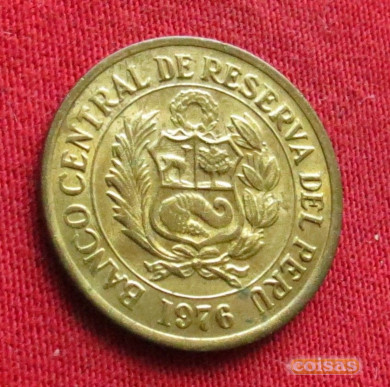 BANCO CENTRAL DE RESERVA DEL PERU
1976
coisas